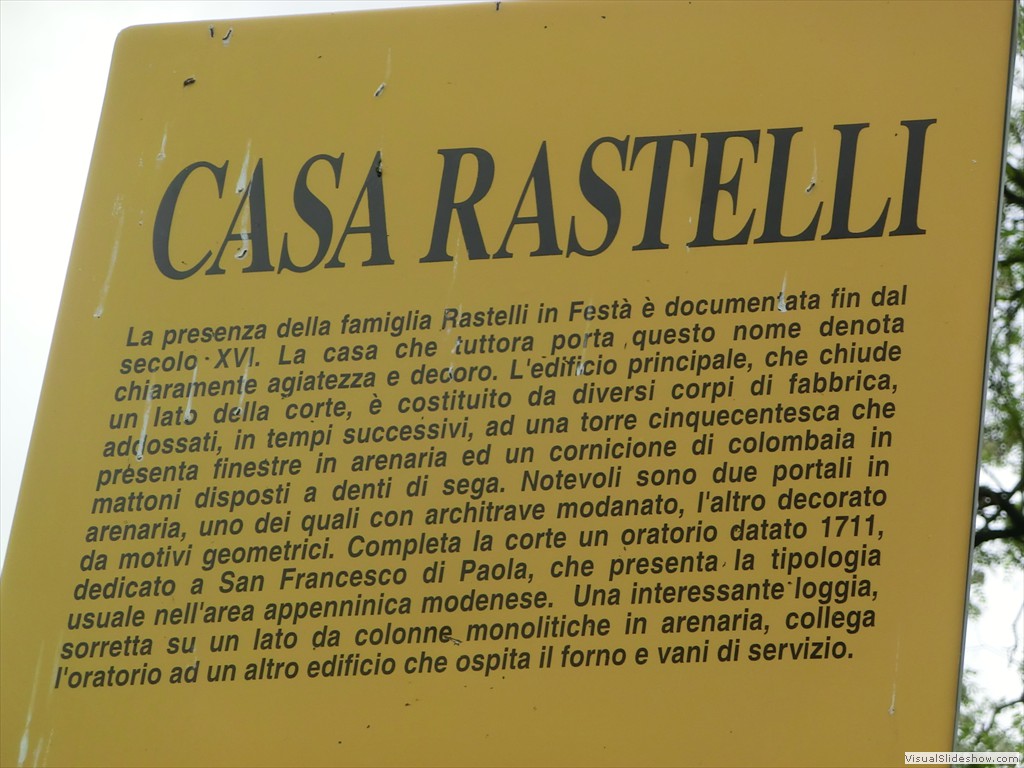 CASA RASTELLI
La presenza della famiglia Rastelli in Festà è documentata fin dal
secolo XVI. La casa che tuttora porta questo nome denota
chiaramente agiatezza e decoro. L'edificio principale, che chiude
un lato della corte, è costituito da diversi corpi di fabbrica,
addossati, in tempi successivi, ad una torre cinquecentesca che
presenta finestre in arenaria ed un cornicione di colombaia in
mattoni disposti a denti di sega. Notevoli sono due portali in
arenaria, uno dei quali con architrave modanato, l'altro decorato
da motivi geometrici. Completa la corte un oratorio datato 1711,
dedicato a San Francesco di Paola, che presenta la tipologia
usuale nell'area appenninica modenese. Una interessante loggia,
sorretta su un lato da colonne monolitiche in arenaria, collega
l'oratorio ad un altro edificio che ospita il forno e vani di servizio.
VisualSlideshow.com